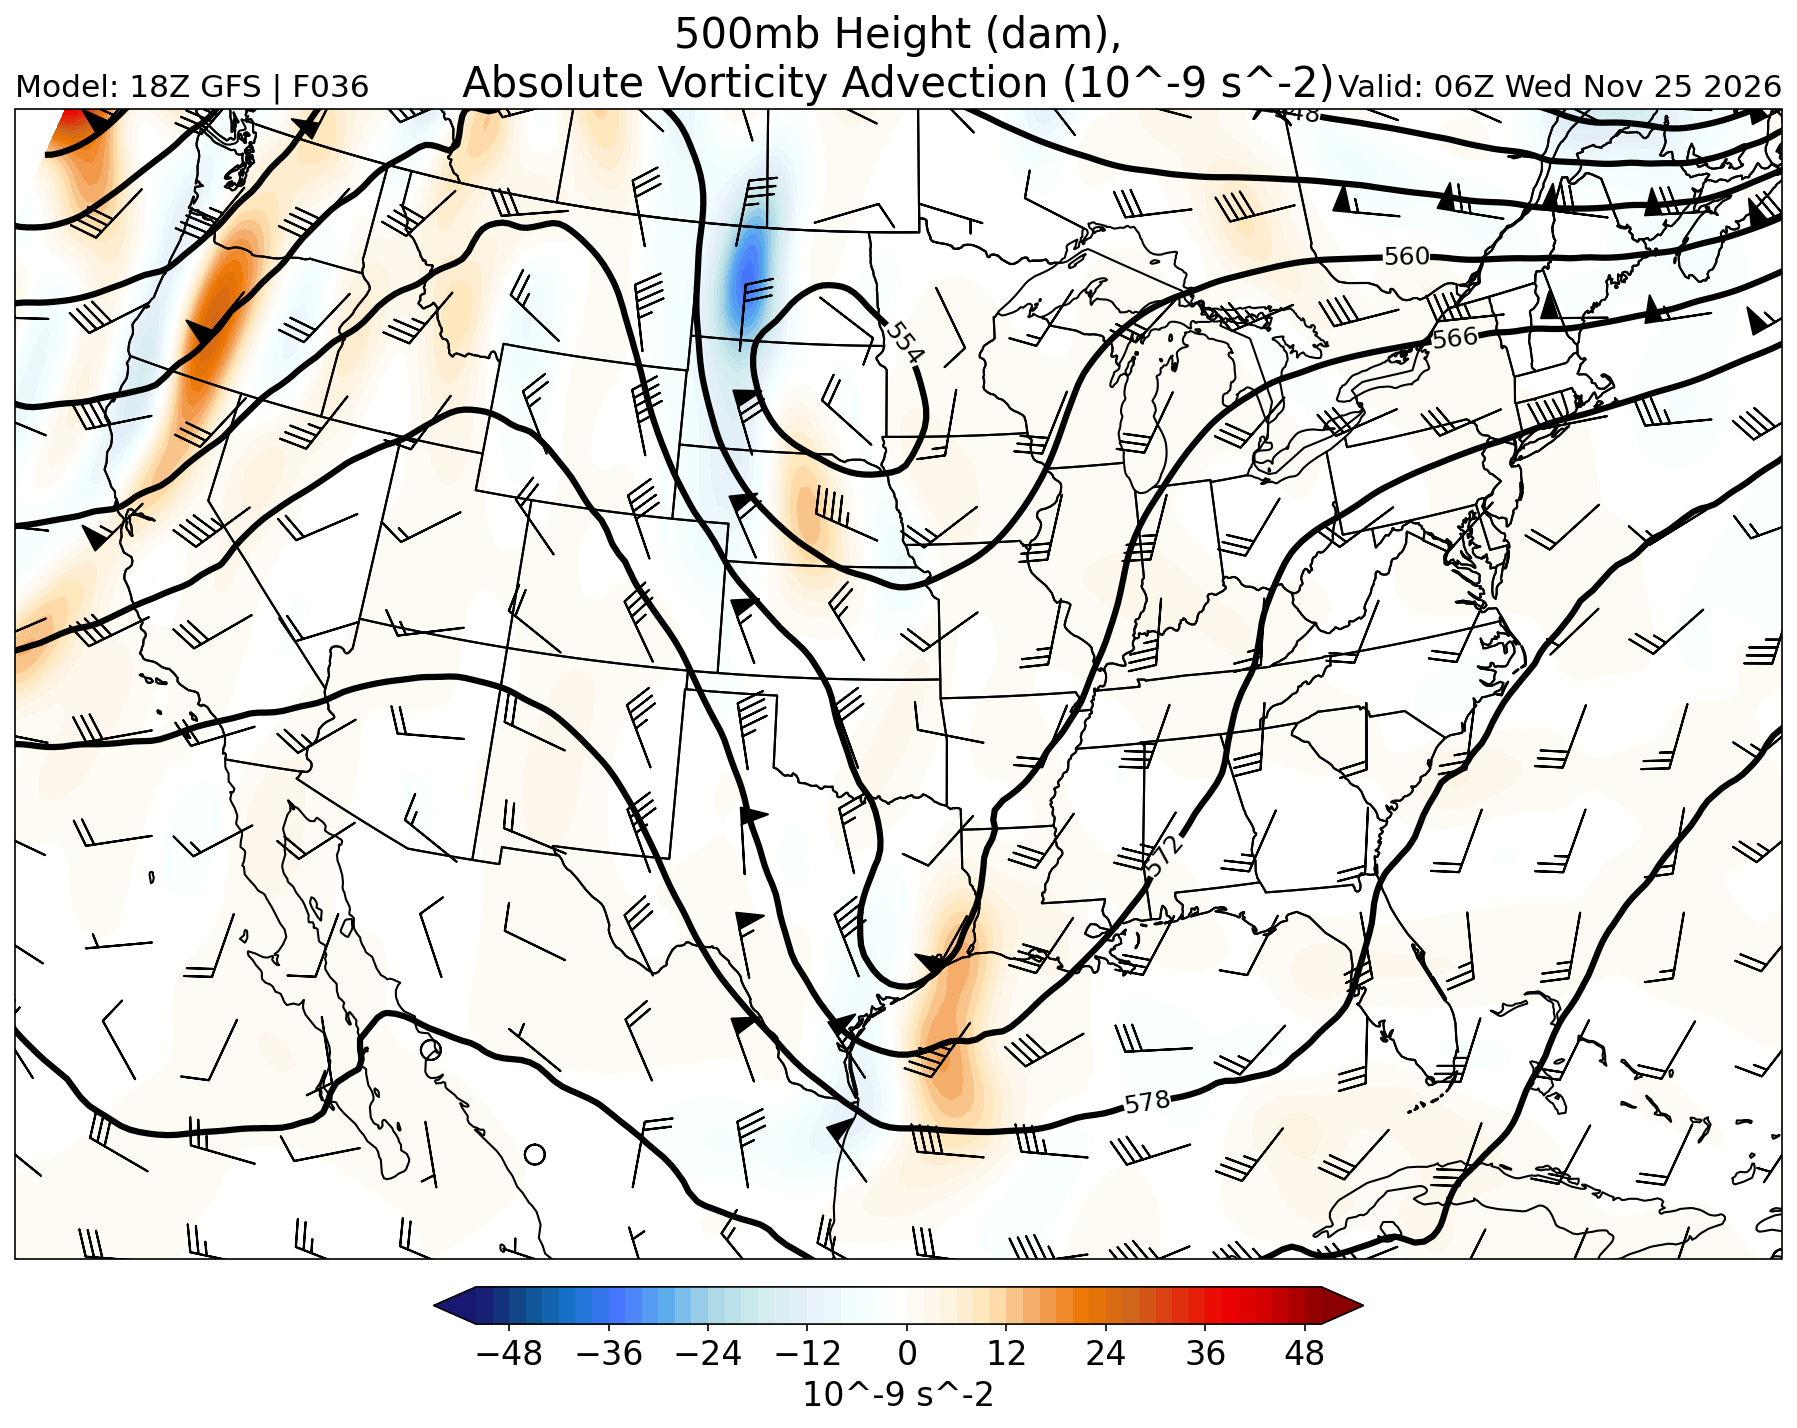 500mb Height (dam),
Model: 18Z GFS | F036
Absolute Vorticity Advection (10^-9 s^-2)
Valid: 06Z Wed Nov 25 2026
560
554
566
572
578
−48 −36 −24 −12 0 12 24 36 48
10^-9 s^-2